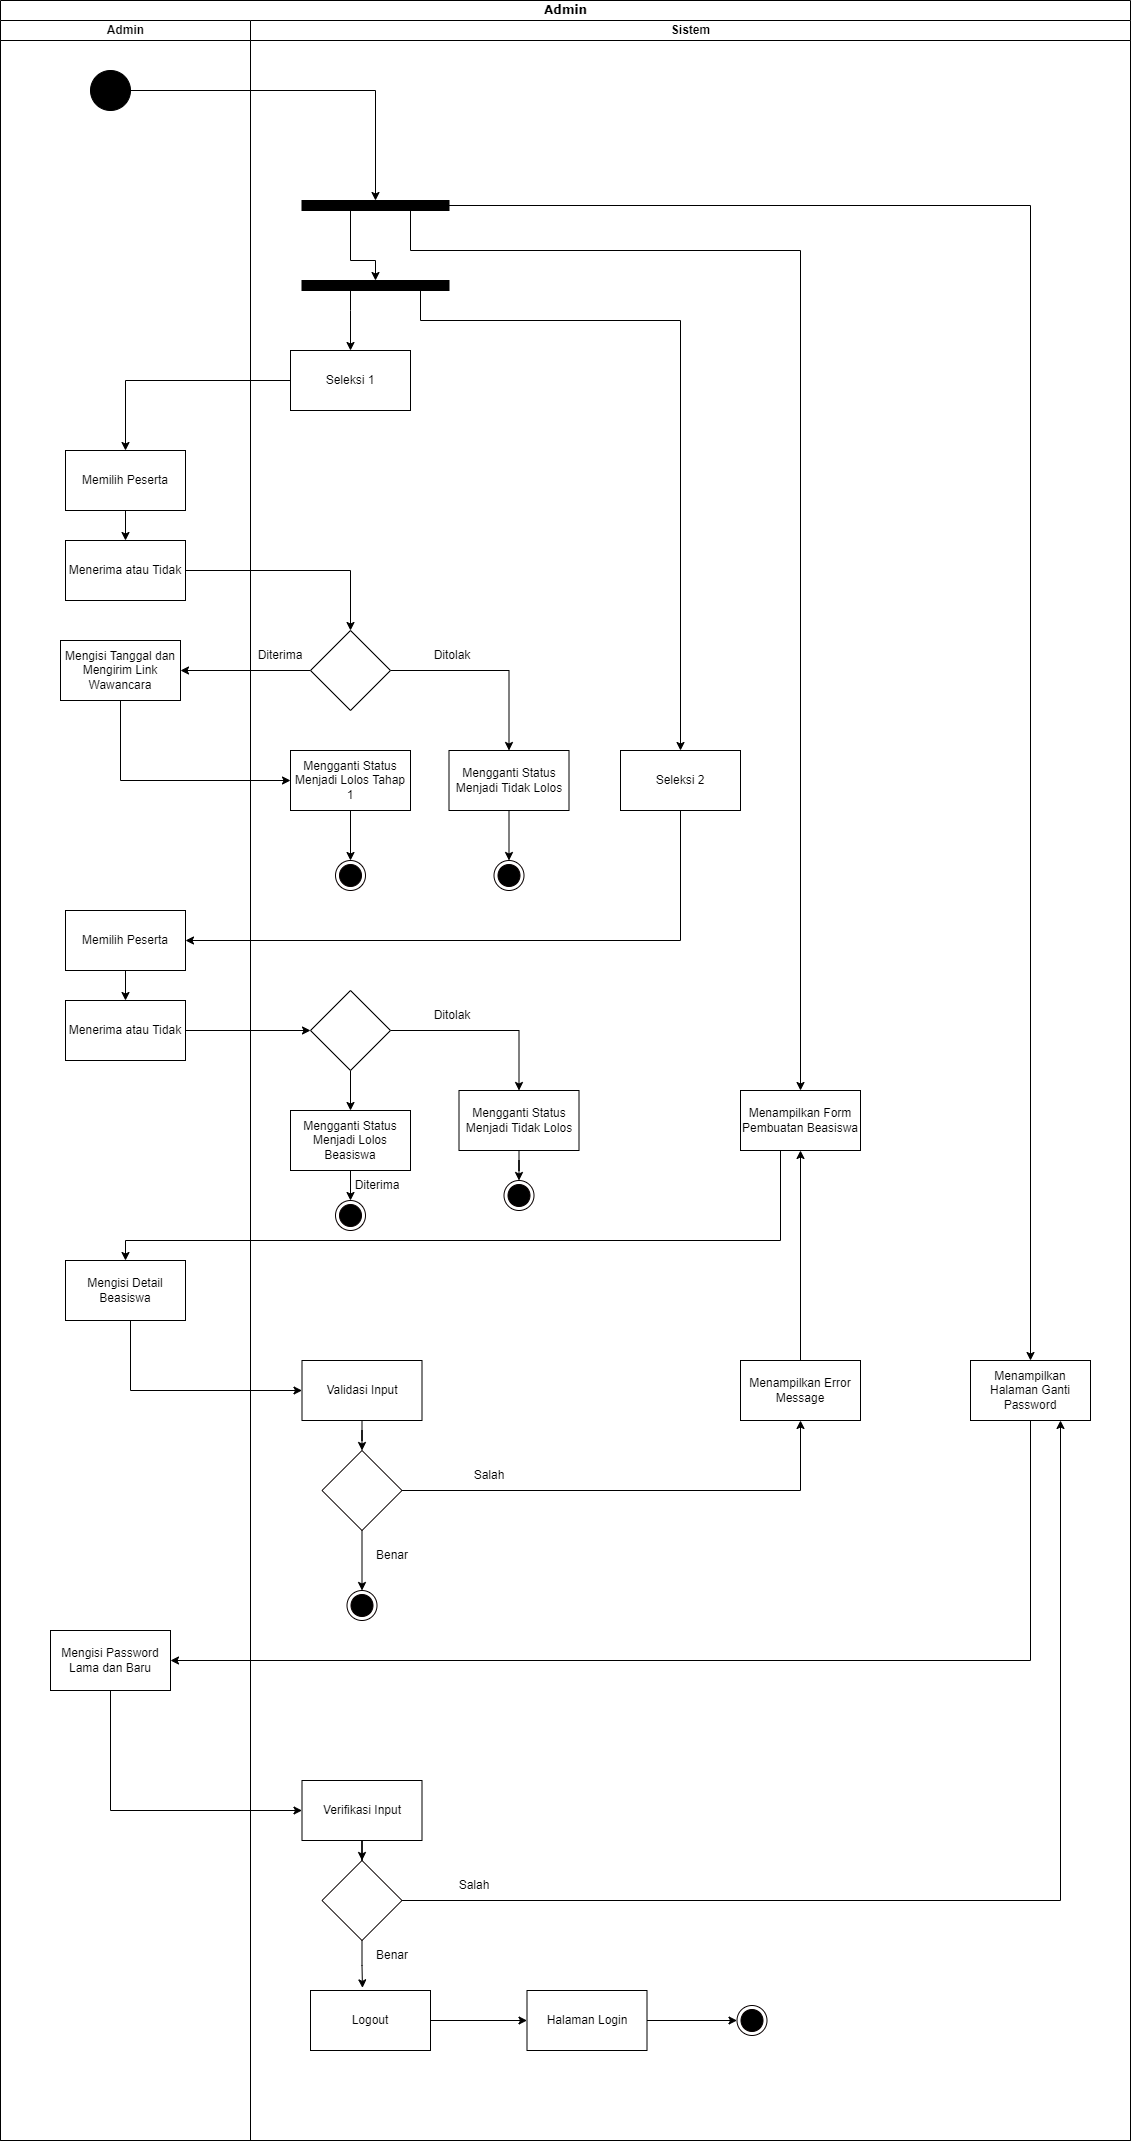 Admin
Admin
Sistem
Seleksi 1
Memilih Peserta
Menerima atau Tidak
Mengisi Tanggal dan
Mengirim Link
Wawancara
Diterima
Ditolak
Mengganti Status
Menjadi Lolos Tahap
1
Mengganti Status
Menjadi Tidak Lolos
Seleksi 2
Memilih Peserta
Menerima atau Tidak
Ditolak
Mengganti Status
Menjadi Lolos
Beasiswa
Mengganti Status
Menjadi Tidak Lolos
Menampilkan Form
Pembuatan Beasiswa
Diterima
Mengisi Detail
Beasiswa
Validasi Input
Menampilkan Error
Message
Menampilkan
Halaman Ganti
Password
Salah
Benar
Mengisi Password
Lama dan Baru
Verifikasi Input
Salah
Benar
Logout
Halaman Login